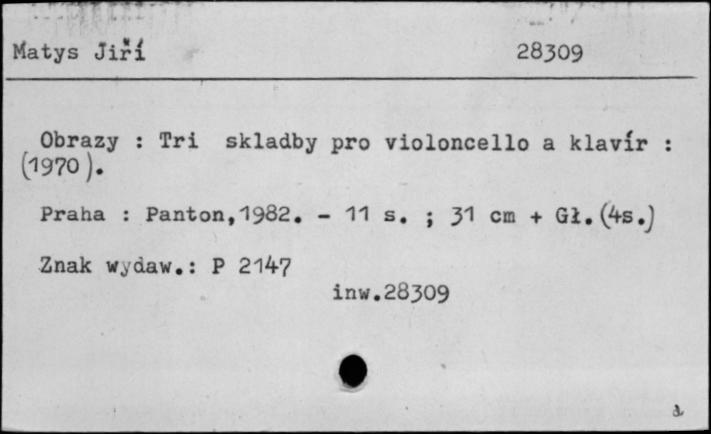 Matys Jiří 28309
Obrazy : Tri skladby pro violoncello a klavír :
(1970).
Praha : Panton,1982. - 11 s. ; 31 cm + Gł.(4s.)
Znak wydaw.: P 2147
inw.28309